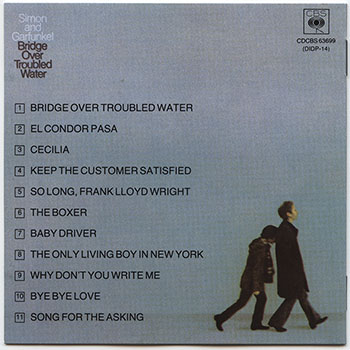 Simon
and
Garfunkel
Bridge
Over
Troubled
Water
CBS
CDCBS 63699
(DIDP-14)
1 BRIDGE OVER TROUBLED WATER
2 EL CONDOR PASA
3 CECILIA
4 KEEP THE CUSTOMER SATISFIED
5 SO LONG, FRANK LLOYD WRIGHT
6 THE BOXER
7 BABY DRIVER
8 THE ONLY LIVING BOY IN NEW YORK
9 WHY DON'T YOU WRITE ME
10 BYE BYE LOVE
11 SONG FOR THE ASKING